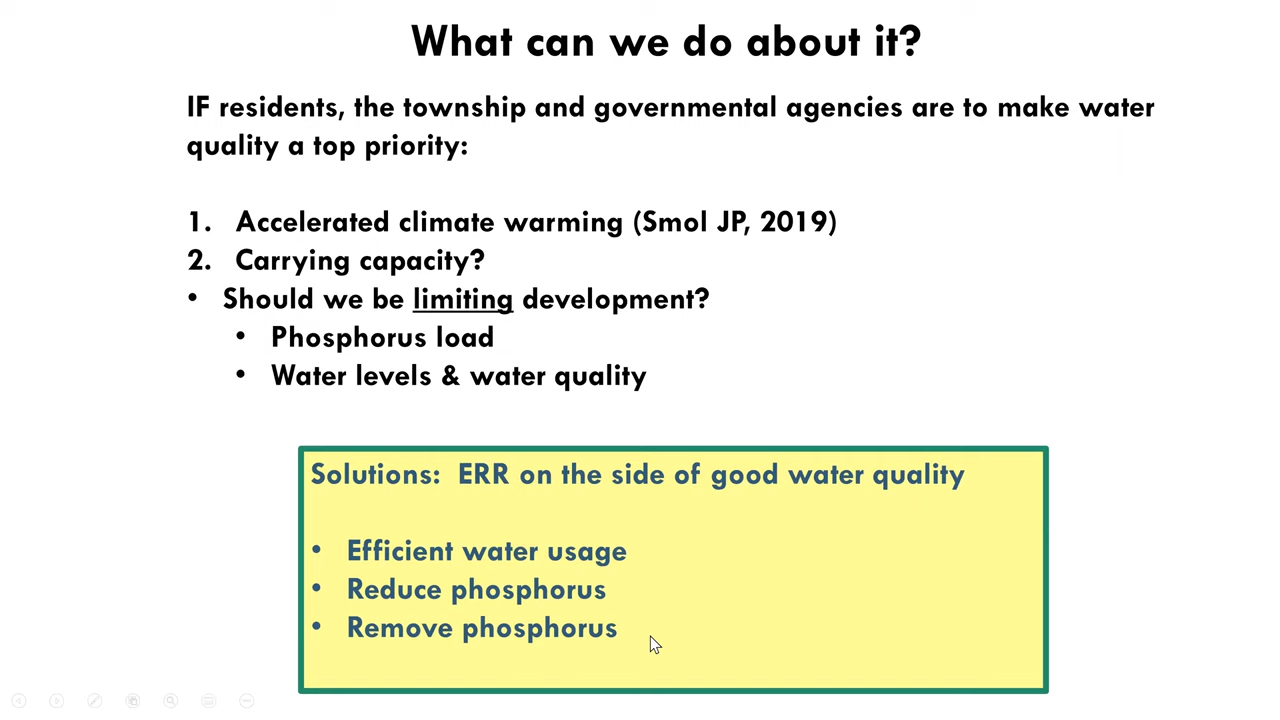 What can we do about it?
IF residents, the township and governmental agencies are to make water
quality a top priority:
1. Accelerated climate warming (Smol JP, 2019)
2. Carrying capacity?
• Should we be limiting development?
• Phosphorus load
• Water levels & water quality
Solutions: ERR on the side of good water quality
• Efficient water usage
• Reduce phosphorus
• Remove phosphorus